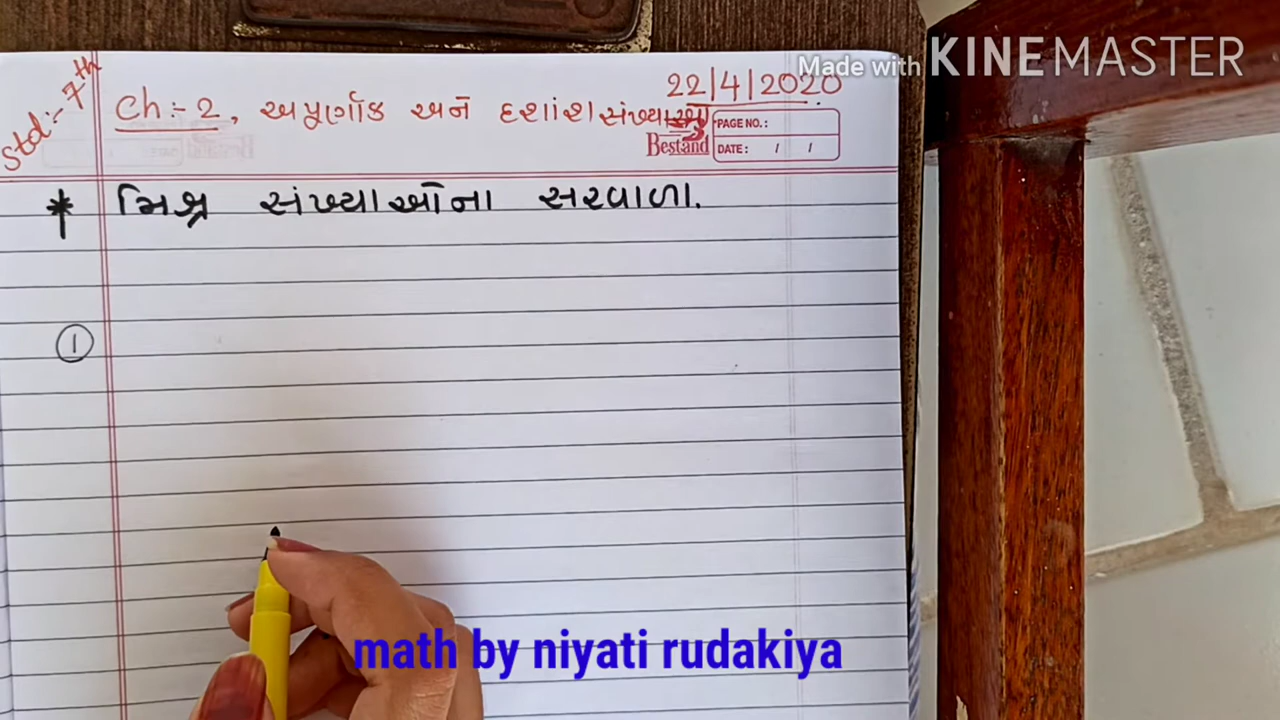 Made with KINEMASTER
Std:- 7th
22/4/2020
Ch:- 2, અપૂર્ણાંક અને દશાંશ સંખ્યાઓ
Bestand
PAGE NO.:
DATE: / /
* મિશ્ર સંખ્યાઓના સરવાળા.
1
math by niyati rudakiya